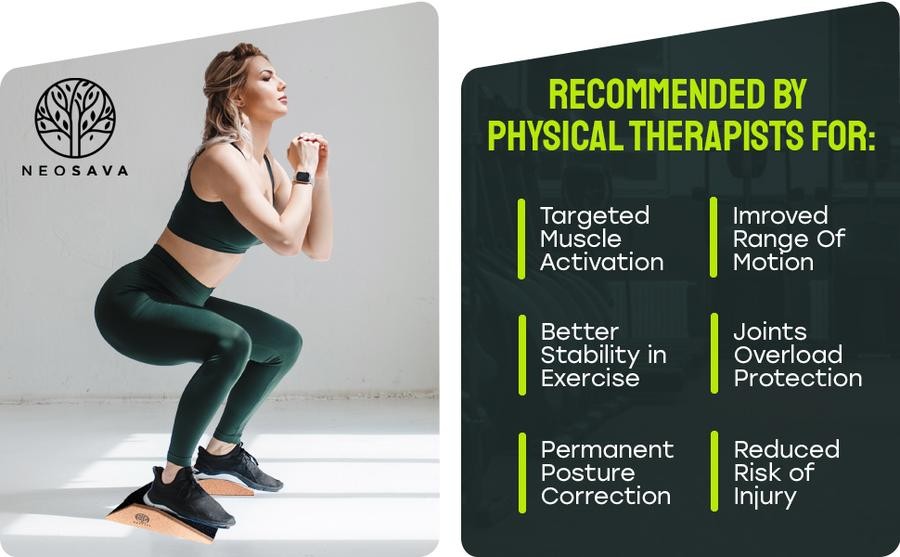 NEOSAVA
RECOMMENDED BY
PHYSICAL THERAPISTS FOR:
Targeted
Muscle
Activation
Imroved
Range Of
Motion
Better
Stability in
Exercise
Joints
Overload
Protection
Permanent
Posture
Correction
Reduced
Risk of
Injury